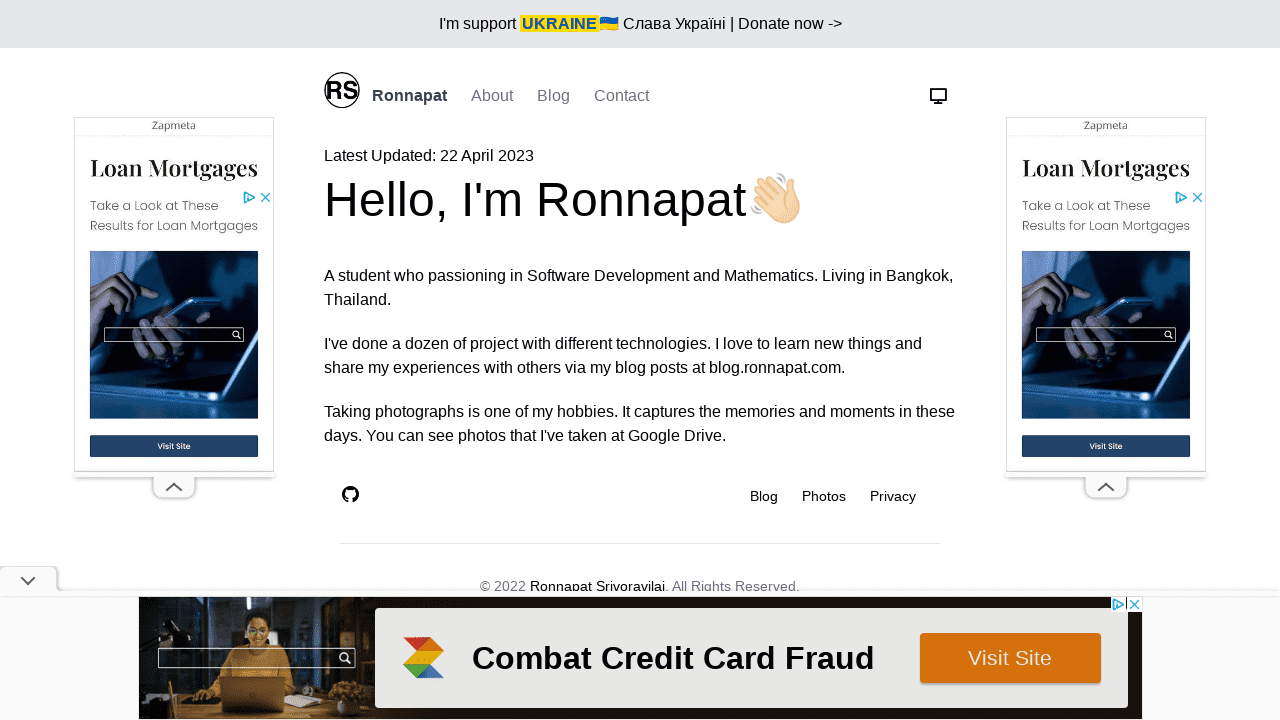 I'm support UKRAINE🇺🇦 Слава Україні | Donate now ->
RS Ronnapat About Blog Contact
Latest Updated: 22 April 2023
Hello, I'm Ronnapat👋🏻
A student who passioning in Software Development and Mathematics. Living in Bangkok,
Thailand.
I've done a dozen of project with different technologies. I love to learn new things and
share my experiences with others via my blog posts at blog.ronnapat.com.
Taking photographs is one of my hobbies. It captures the memories and moments in these
days. You can see photos that I've taken at Google Drive.
Blog Photos Privacy
© 2022 Ronnapat Srivoravilai. All Rights Reserved.
Zapmeta
Loan Mortgages
Take a Look at These
Results for Loan Mortgages
Visit Site
Zapmeta
Loan Mortgages
Take a Look at These
Results for Loan Mortgages
Visit Site
Combat Credit Card Fraud
Visit Site